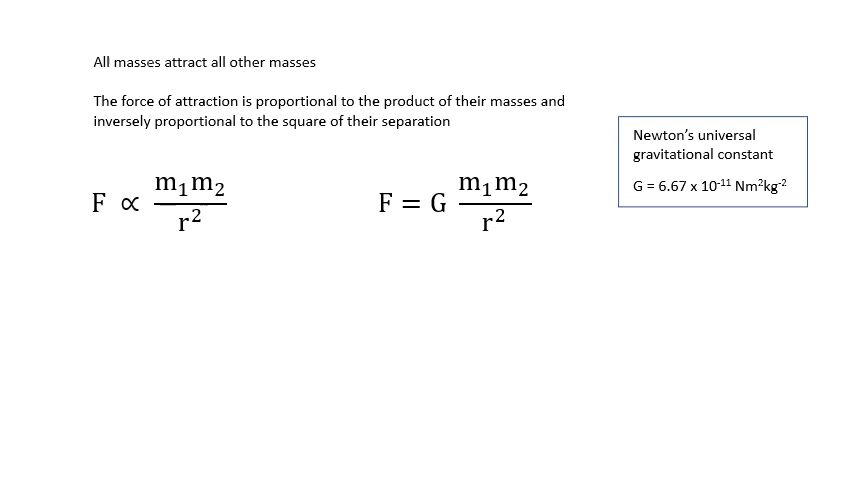 All masses attract all other masses
The force of attraction is proportional to the product of their masses and
inversely proportional to the square of their separation
F ∝ m₁m₂/r²
F = G m₁m₂/r²
Newton’s universal
gravitational constant
G = 6.67 x 10⁻¹¹ Nm²kg⁻²